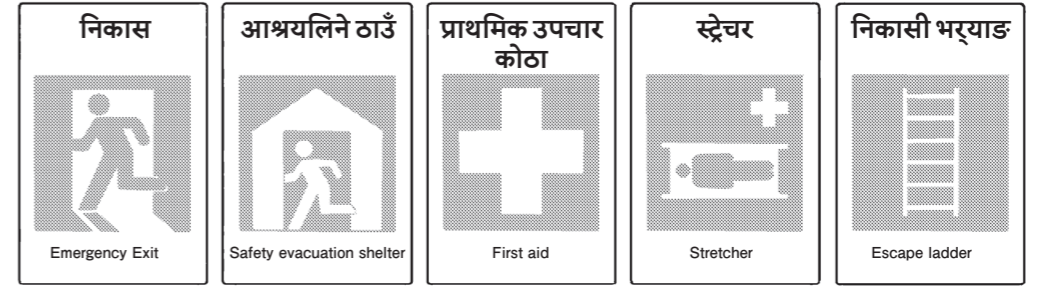 निकास
Emergency Exit
आश्रयलिने ठाउँ
Safety evacuation shelter
प्राथमिक उपचार
कोठा
First aid
स्ट्रेचर
Stretcher
निकासी भर्‍याङ
Escape ladder